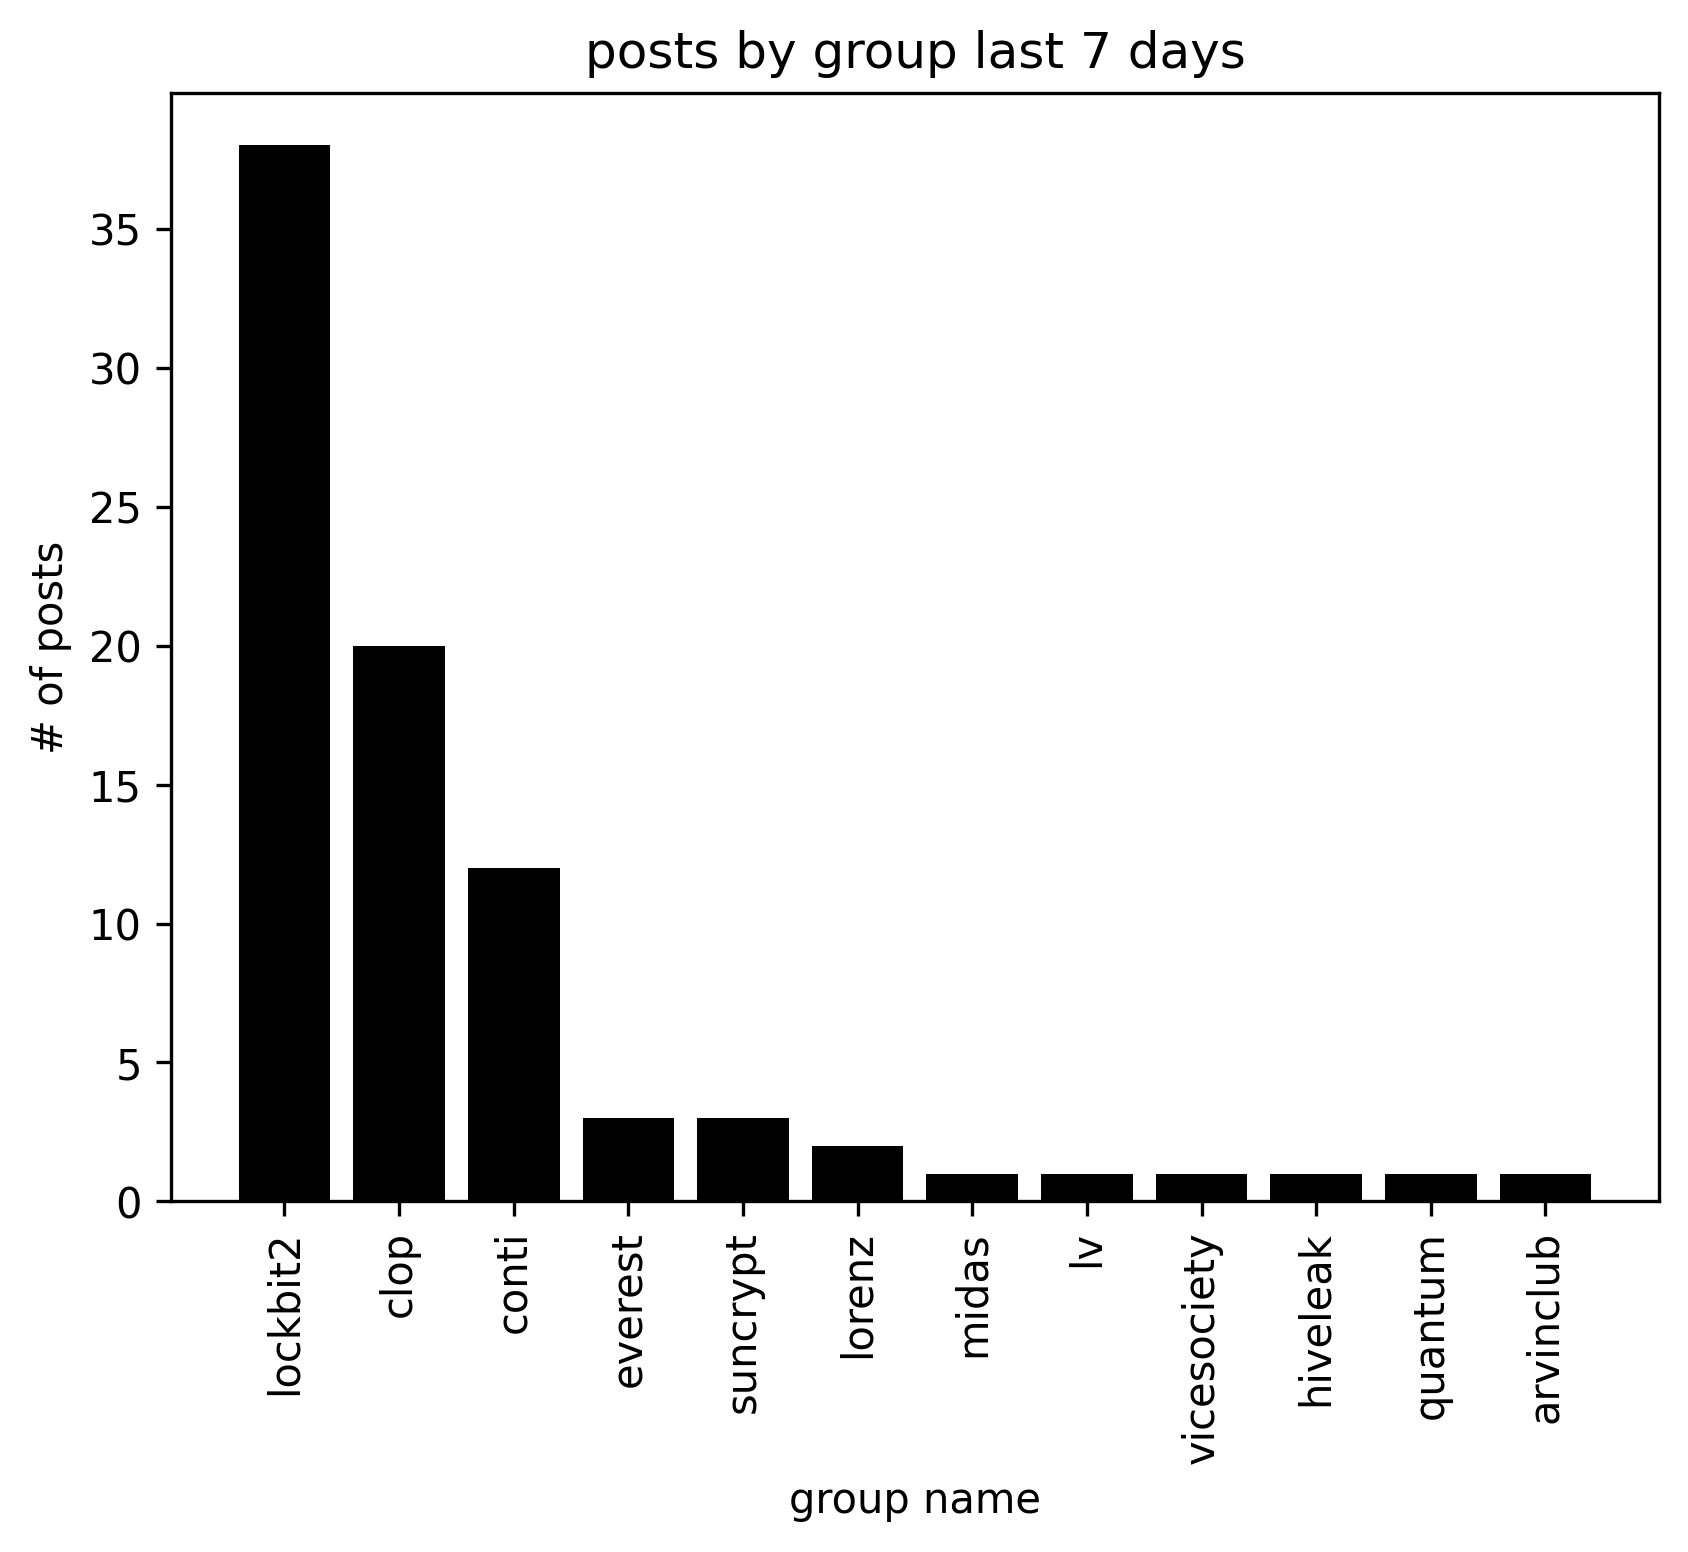 posts by group last 7 days
# of posts
35
30
25
20
15
10
5
0
lockbit2
clop
conti
everest
suncrypt
lorenz
midas
lv
vicesociety
hiveleak
quantum
arvinclub
group name